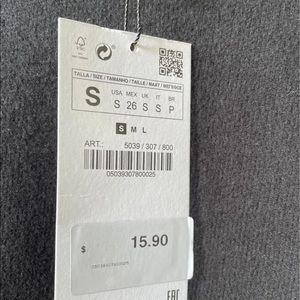 FSC
TALLA / SIZE / TAMANHO / TAILLE / MAAT /
S
USA MEX UK IT BR
S 26 S S P
S M L
ART.: 5039 / 307 / 800
05039307800025
$ 15.90
EAC